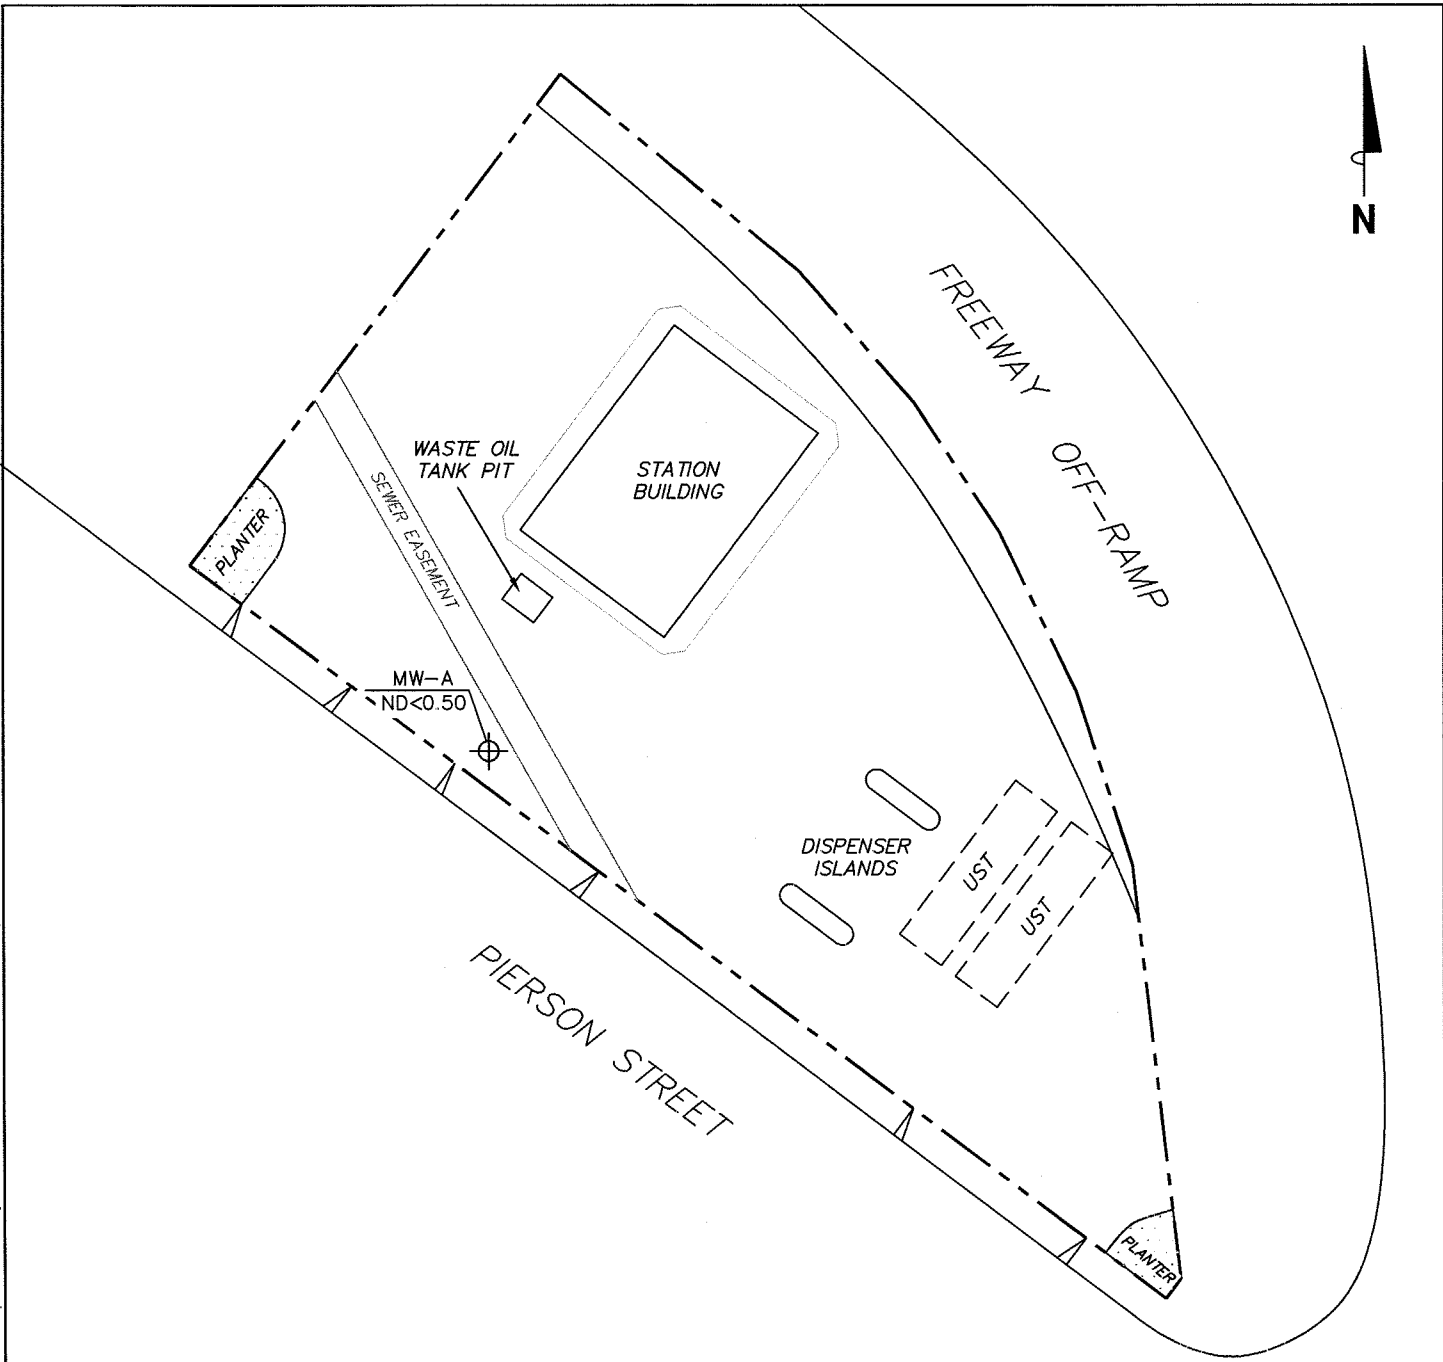 N
FREEWAY OFF-RAMP
WASTE OIL
TANK PIT
STATION
BUILDING
SEWER EASEMENT
PLANTER
MW-A
ND<0.50
DISPENSER
ISLANDS
UST
UST
PIERSON STREET
PLANTER